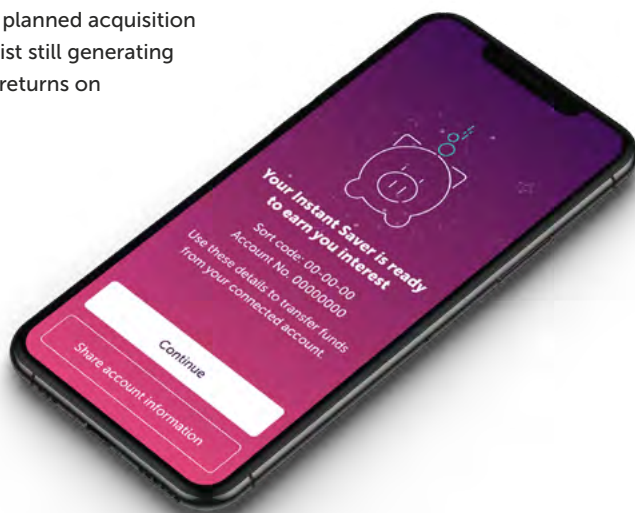 planned acquisition
ist still generating
returns on
Your Instant Saver is ready
to earn you interest
Sort code: 00-00-00
Account No. 00000000
Use these details to transfer funds
from your connected account.
Continue
Share account information